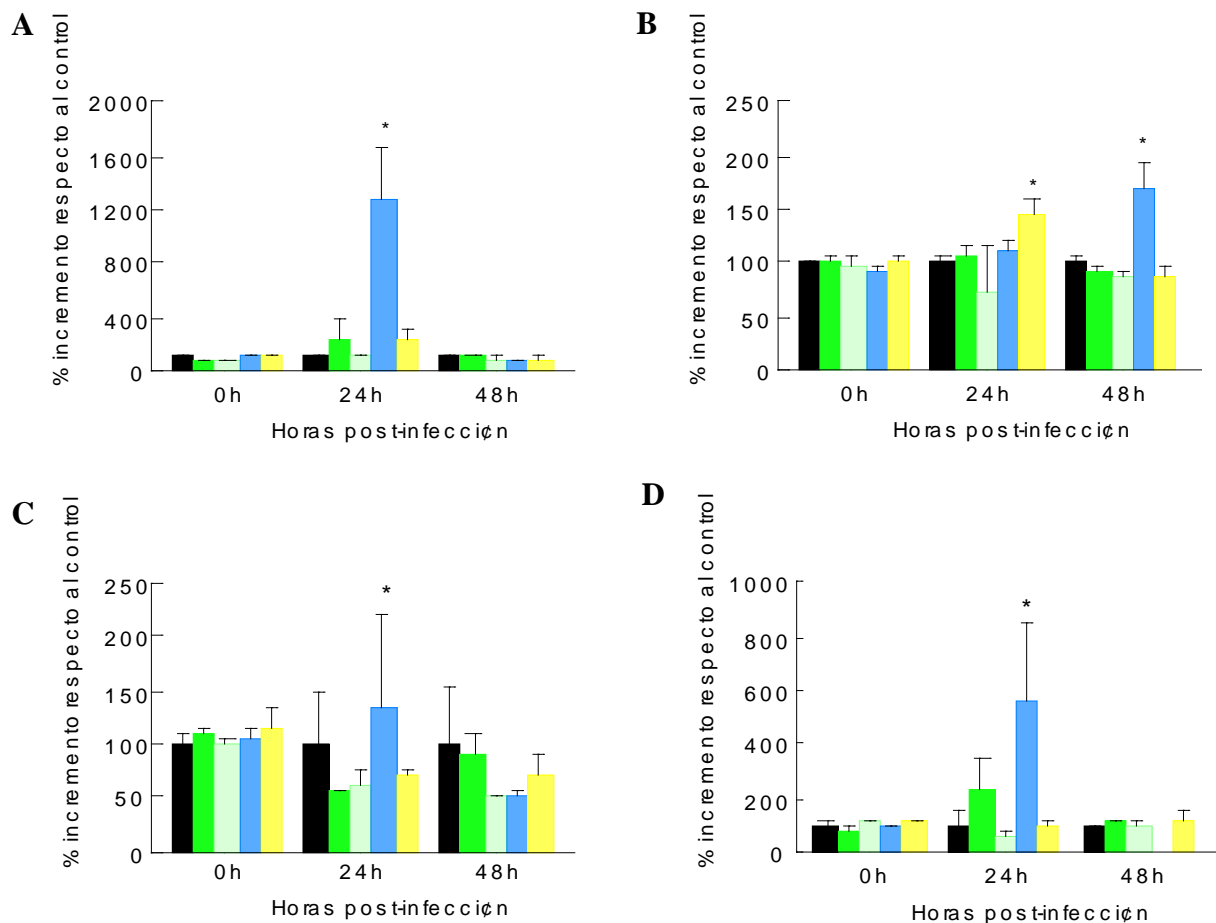 A
% incremento respecto al control
2000
1600
1200
800
400
0
*
0h 24h 48h
Horas post-infecci¢n
B
% incremento respecto al control
250
200
150
100
50
0
* *
0h 24h 48h
Horas post-infecci¢n
C
% incremento respecto al control
250
200
150
100
50
0
*
0h 24h 48h
Horas post-infecci¢n
D
% incremento respecto al control
1000
800
600
400
200
0
*
0h 24h 48h
Horas post-infecci¢n